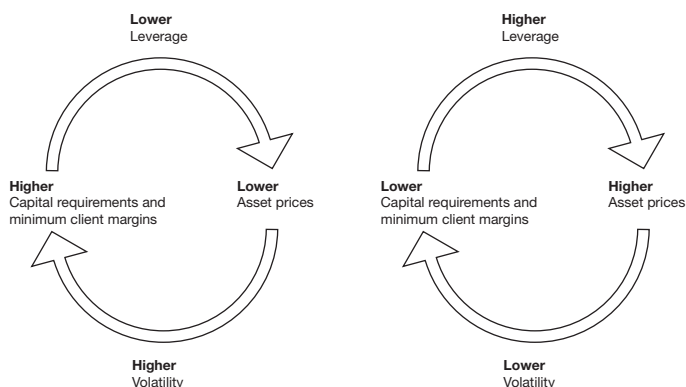 Lower
Leverage
Higher
Capital requirements and
minimum client margins
Lower
Asset prices
Higher
Volatility
Higher
Leverage
Lower
Capital requirements and
minimum client margins
Higher
Asset prices
Lower
Volatility